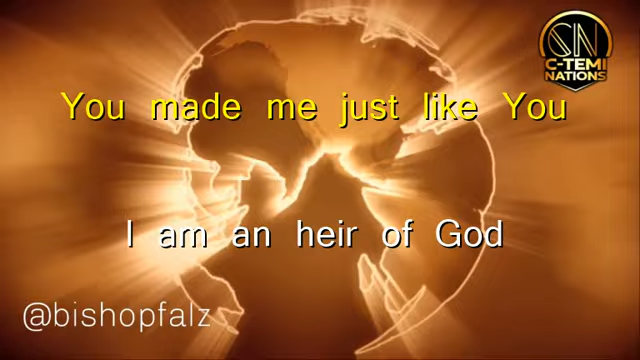 C-TEMI
NATIONS
You made me just like You
I am an heir of God
@bishopfalz